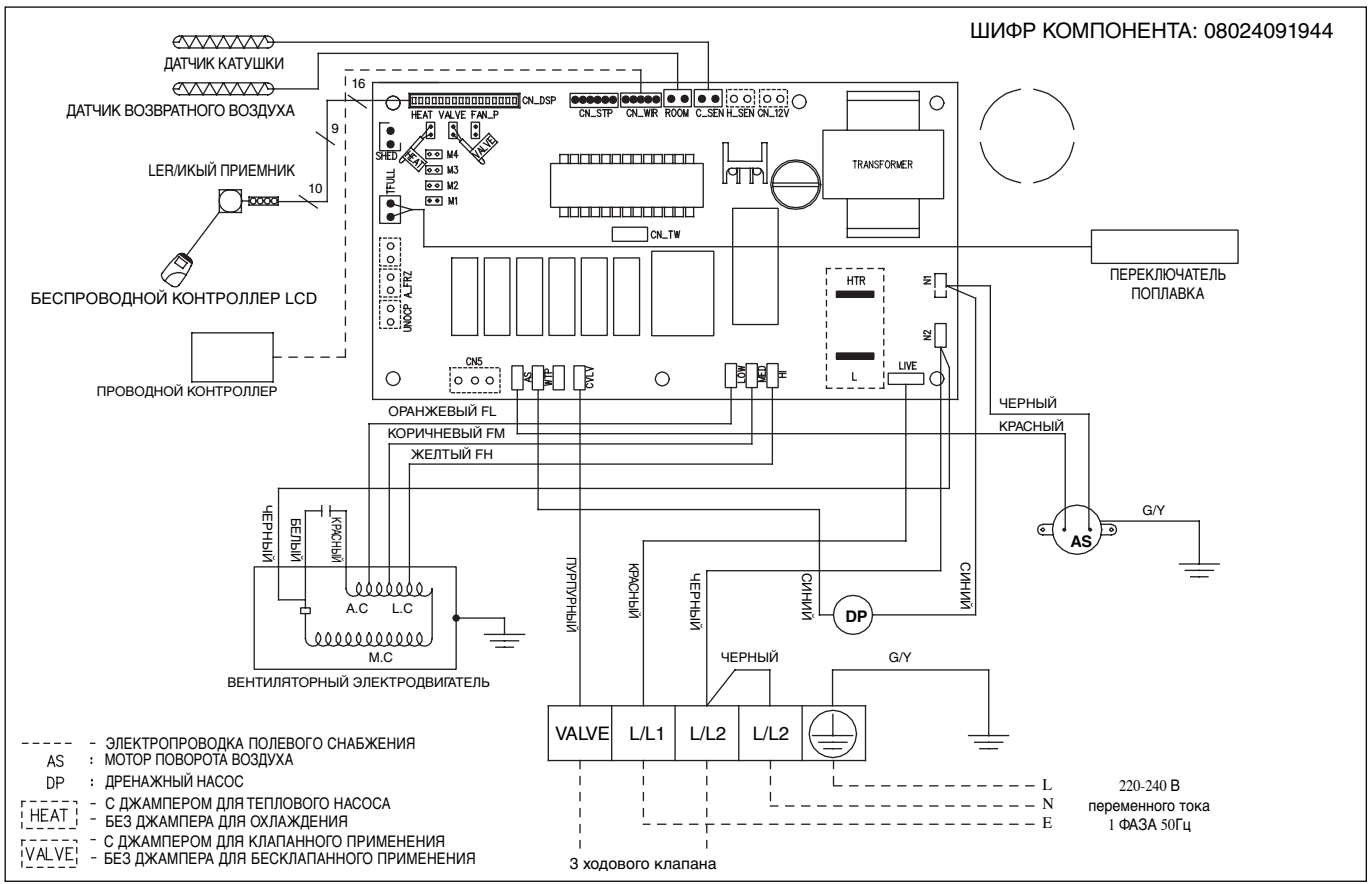 ШИФР КОМПОНЕНТА: 08024091944
ДАТЧИК КАТУШКИ
ДАТЧИК ВОЗВРАТНОГО ВОЗДУХА
16
9
10
LER/ИКЫЙ ПРИЕМНИК
БЕСПРОВОДНОЙ КОНТРОЛЛЕР LCD
ПРОВОДНОЙ КОНТРОЛЛЕР
CN_DSP
CN_STP
CN_WIR
ROOM
C_SEN
H_SEN
CN_12V
HEAT VALVE FAN_P
SHED
HEAT
VALVE
M4
M3
M2
M1
TFULL
CN_TW
TRANSFORMER
A_FRZ
UNOCP
HTR
L
N1
N2
LIVE
CN5
AS
WTP
CVLV
LOW
MED
HI
ПЕРЕКЛЮЧАТЕЛЬ
ПОПЛАВКА
ОРАНЖЕВЫЙ FL
КОРИЧНЕВЫЙ FM
ЖЕЛТЫЙ FH
ЧЕРНЫЙ
КРАСНЫЙ
G/Y
AS
ЧЕРНЫЙ
БЕЛЫЙ
КРАСНЫЙ
A.C
L.C
M.C
ВЕНТИЛЯТОРНЫЙ ЭЛЕКТРОДВИГАТЕЛЬ
ПУРПУРНЫЙ
КРАСНЫЙ
ЧЕРНЫЙ
СИНИЙ
DP
СИНИЙ
ЧЕРНЫЙ
G/Y
VALVE
L/L1
L/L2
L/L2
- ЭЛЕКТРОПРОВОДКА ПОЛЕВОГО СНАБЖЕНИЯ
AS : МОТОР ПОВОРОТА ВОЗДУХА
DP : ДРЕНАЖНЫЙ НАСОС
HEAT
- С ДЖАМПЕРОМ ДЛЯ ТЕПЛОВОГО НАСОСА
- БЕЗ ДЖАМПЕРА ДЛЯ ОХЛАЖДЕНИЯ
VALVE
- С ДЖАМПЕРОМ ДЛЯ КЛАПАННОГО ПРИМЕНЕНИЯ
- БЕЗ ДЖАМПЕРА ДЛЯ БЕСКЛАПАННОГО ПРИМЕНЕНИЯ
3 ходового клапана
L
N
E
220-240 В
переменного тока
1 ФАЗА 50Гц